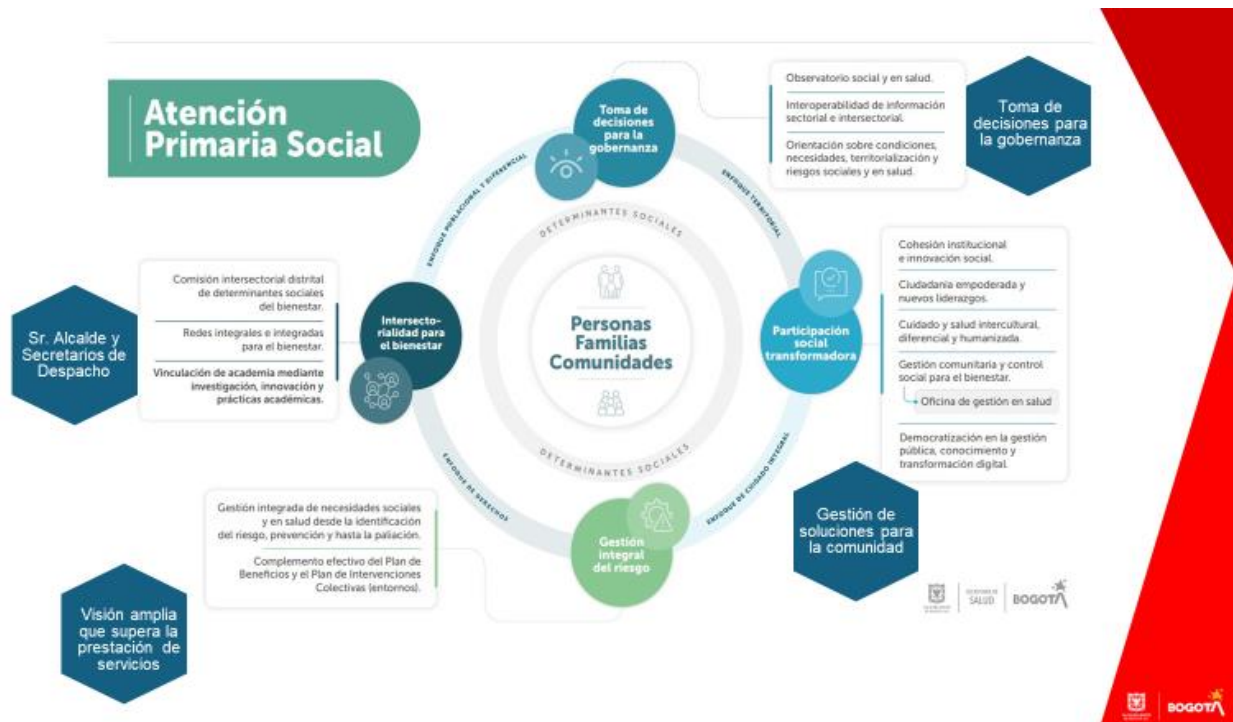 Atención
Primaria Social
Toma de
decisiones
para la
gobernanza
Observatorio social y en salud.
Interoperabilidad de información
sectorial e intersectorial.
Orientación sobre condiciones,
necesidades, territorialización y
riesgos sociales y en salud.
Toma de
decisiones para
la gobernanza
ENFOQUE POBLACIONAL Y DIFERENCIAL
ENFOQUE TERRITORIAL
DETERMINANTES SOCIALES
Sr. Alcalde y
Secretarios de
Despacho
Comisión intersectorial distrital
de determinantes sociales
del bienestar.
Redes integrales e integradas
para el bienestar.
Vinculación de academia mediante
investigación, innovación y
prácticas académicas.
Intersecto-
rialidad para
el bienestar
Personas
Familias
Comunidades
Participación
social
transformadora
Cohesión institucional
e innovación social.
Ciudadanía empoderada y
nuevos liderazgos.
Cuidado y salud intercultural,
diferencial y humanizada.
Gestión comunitaria y control
social para el bienestar.
Oficina de gestión en salud
Democratización en la gestión
pública, conocimiento y
transformación digital.
DETERMINANTES SOCIALES
ENFOQUE DE DERECHOS
ENFOQUE DE CUIDADO INTEGRAL
Gestión integrada de necesidades sociales
y en salud desde la identificación
del riesgo, prevención y hasta la paliación.
Complemento efectivo del Plan de
Beneficios y el Plan de Intervenciones
Colectivas (entornos).
Gestión
integral
del riesgo
Gestión de
soluciones para
la comunidad
Visión amplia
que supera la
prestación de
servicios
SALUD
BOGOTÁ
BOGOTÁ